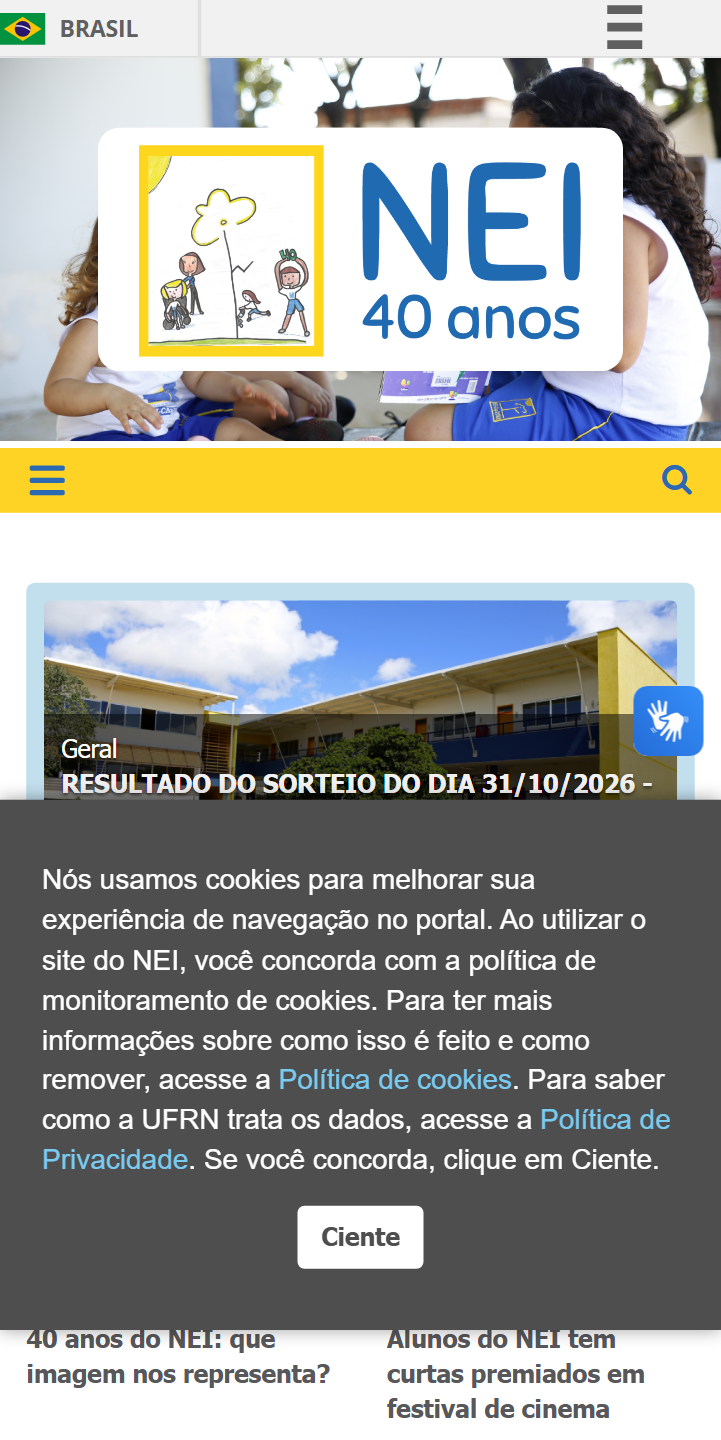 BRASIL
NEI
40 anos
Geral
RESULTADO DO SORTEIO DO DIA 31/10/2026 -
Nós usamos cookies para melhorar sua
experiência de navegação no portal. Ao utilizar o
site do NEI, você concorda com a política de
monitoramento de cookies. Para ter mais
informações sobre como isso é feito e como
remover, acesse a Política de cookies. Para saber
como a UFRN trata os dados, acesse a Política de
Privacidade. Se você concorda, clique em Ciente.
Ciente
40 anos do NEI: que
imagem nos representa?
Alunos do NEI tem
curtas premiados em
festival de cinema